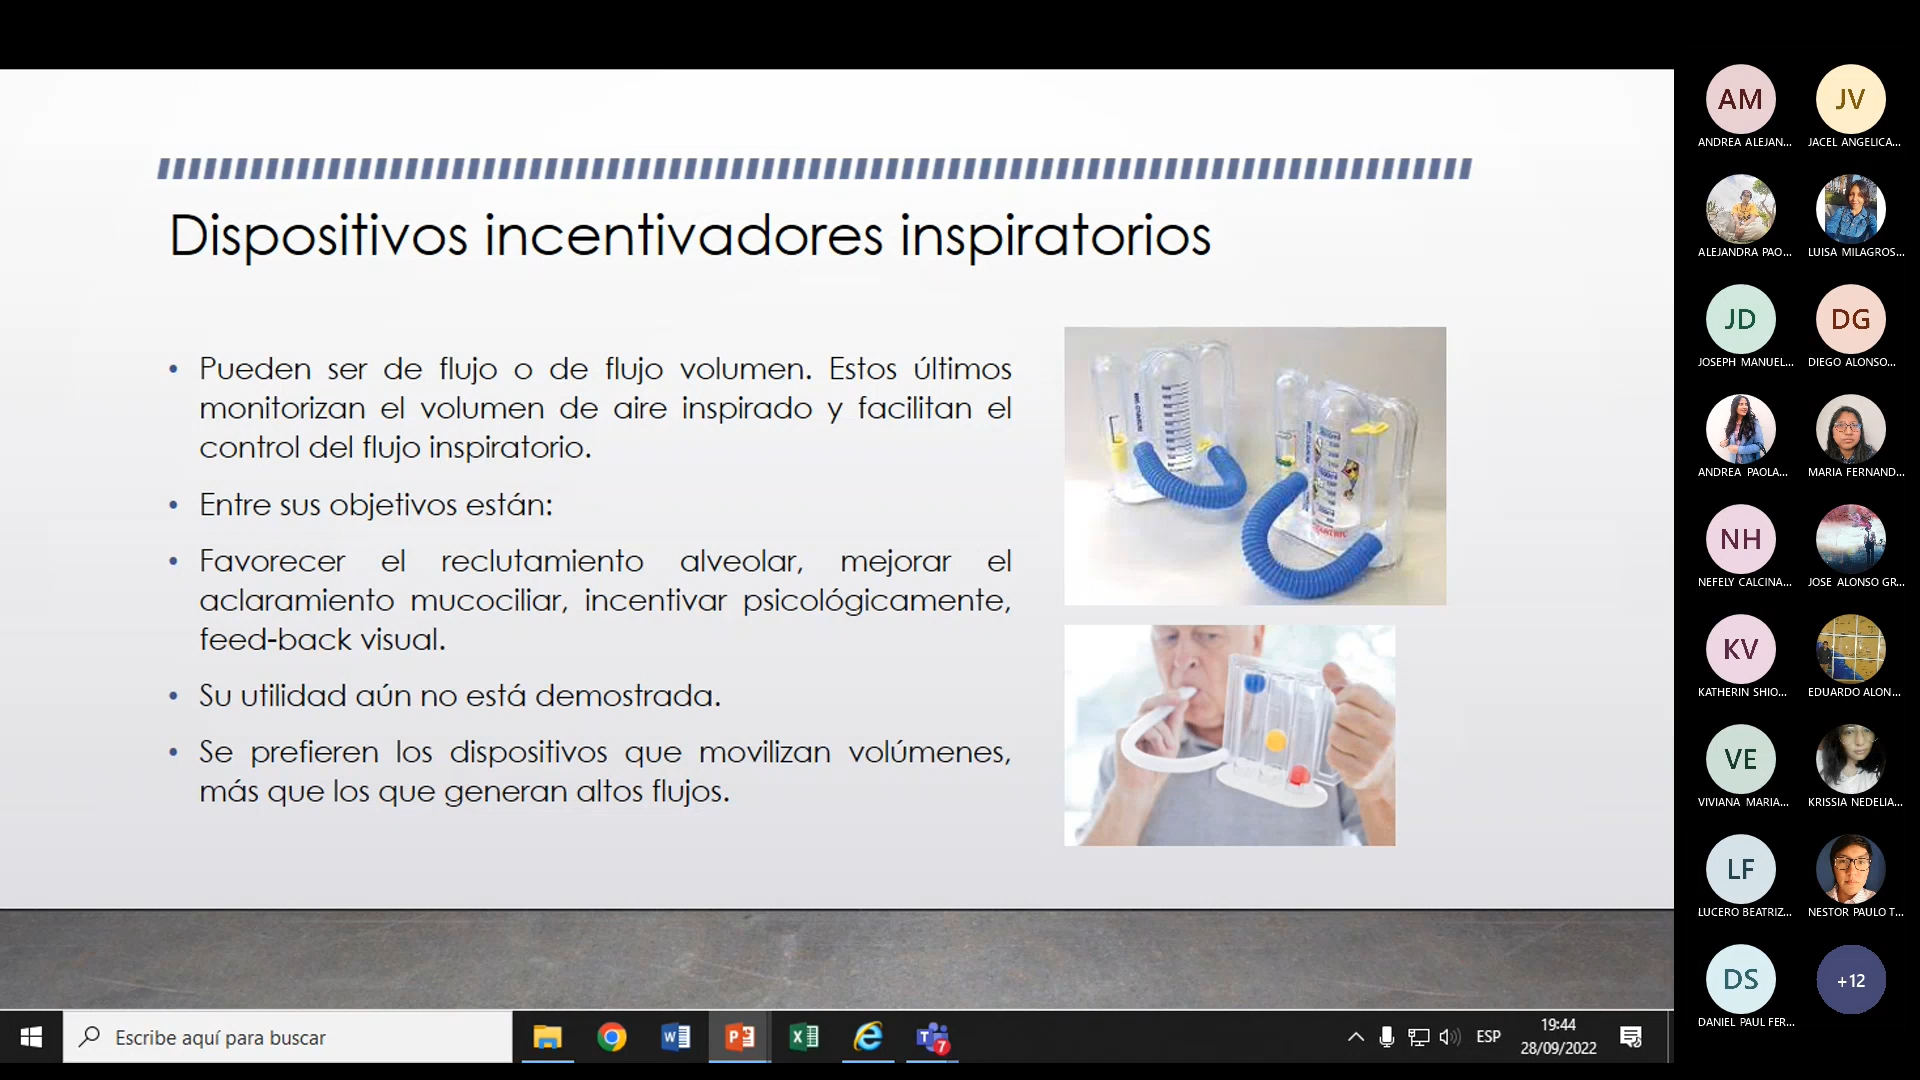 Dispositivos incentivadores inspiratorios
• Pueden ser de flujo o de flujo volumen. Estos últimos
monitorizan el volumen de aire inspirado y facilitan el
control del flujo inspiratorio.
• Entre sus objetivos están:
• Favorecer el reclutamiento alveolar, mejorar el
aclaramiento mucociliar, incentivar psicológicamente,
feed-back visual.
• Su utilidad aún no está demostrada.
• Se prefieren los dispositivos que movilizan volúmenes,
más que los que generan altos flujos.
AM
ANDREA ALEJAN...
JV
JACEL ANGELICA...
ALEJANDRA PAO...
LUISA MILAGROS...
JD
JOSEPH MANUEL...
DG
DIEGO ALONSO...
ANDREA PAOLA...
MARIA FERNAND...
NH
NEFELY CALCINA...
JOSE ALONSO GR...
KV
KATHERIN SHIO...
EDUARDO ALON...
VE
VIVIANA MARIA...
KRISSIA NEDELIA...
LF
LUCERO BEATRIZ...
NESTOR PAULO T...
DS
DANIEL PAUL FER...
+12
Escribe aquí para buscar
7
ESP
19:44
28/09/2022